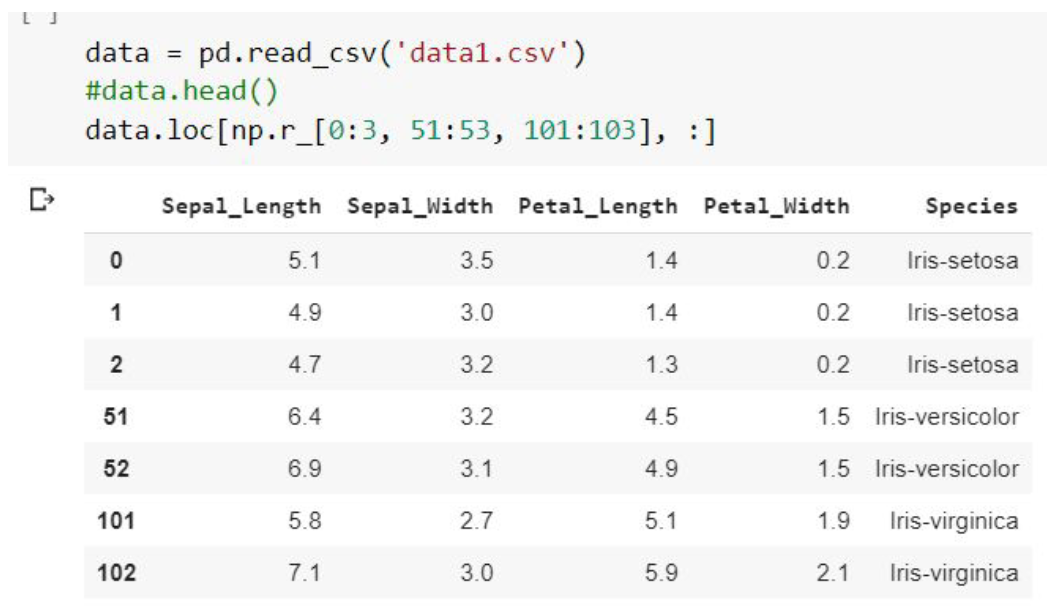 [ ]
data = pd.read_csv('data1.csv')
#data.head()
data.loc[np.r_[0:3, 51:53, 101:103], :]
Sepal_Length Sepal_Width Petal_Length Petal_Width Species
0 5.1 3.5 1.4 0.2 Iris-setosa
1 4.9 3.0 1.4 0.2 Iris-setosa
2 4.7 3.2 1.3 0.2 Iris-setosa
51 6.4 3.2 4.5 1.5 Iris-versicolor
52 6.9 3.1 4.9 1.5 Iris-versicolor
101 5.8 2.7 5.1 1.9 Iris-virginica
102 7.1 3.0 5.9 2.1 Iris-virginica